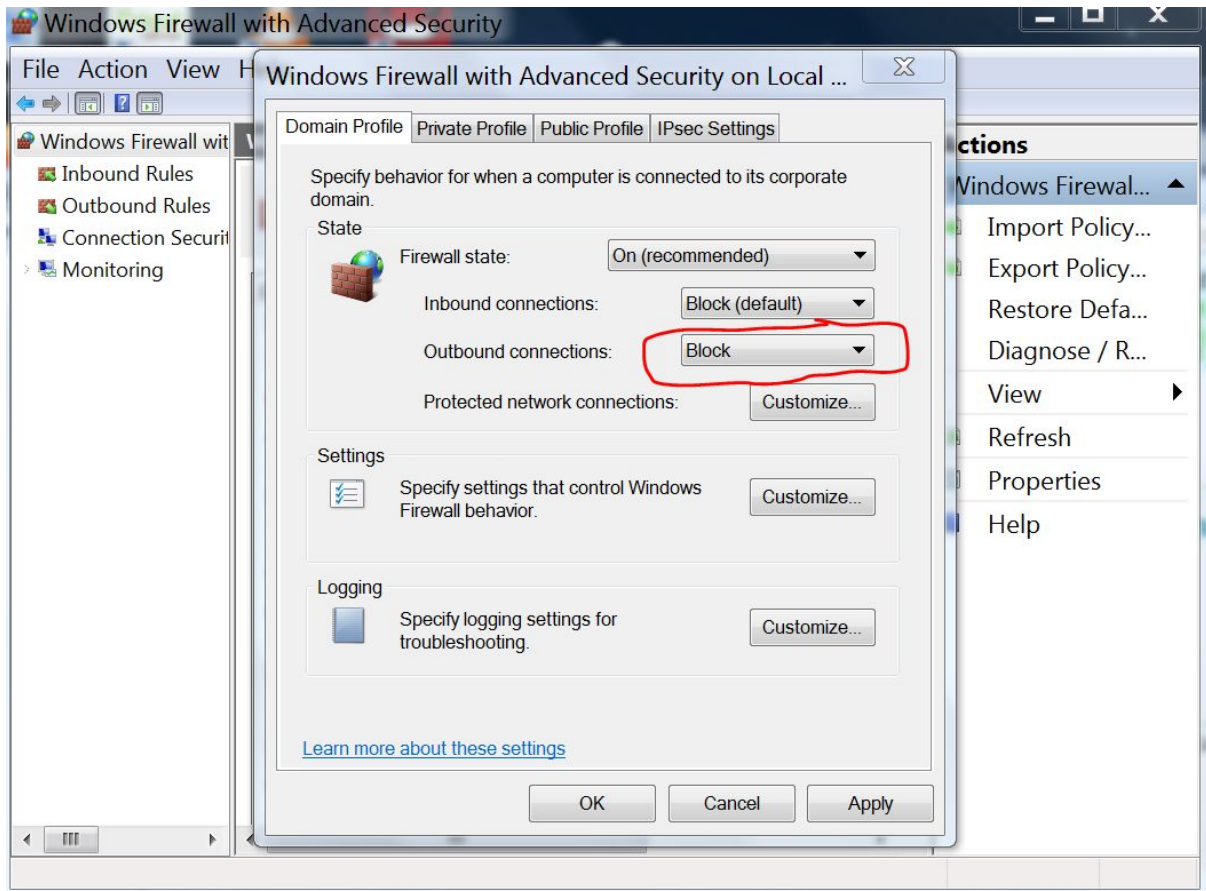 Windows Firewall with Advanced Security
File Action View H
Windows Firewall wit
Inbound Rules
Outbound Rules
Connection Securit
Monitoring
Windows Firewall with Advanced Security on Local ...
Domain Profile Private Profile Public Profile IPsec Settings
Specify behavior for when a computer is connected to its corporate
domain.
State
Firewall state: On (recommended)
Inbound connections: Block (default)
Outbound connections: Block
Protected network connections: Customize...
Settings
Specify settings that control Windows
Firewall behavior.
Customize...
Logging
Specify logging settings for
troubleshooting.
Customize...
Learn more about these settings
OK Cancel Apply
ctions
Windows Firewal...
Import Policy...
Export Policy...
Restore Defa...
Diagnose / R...
View
Refresh
Properties
Help